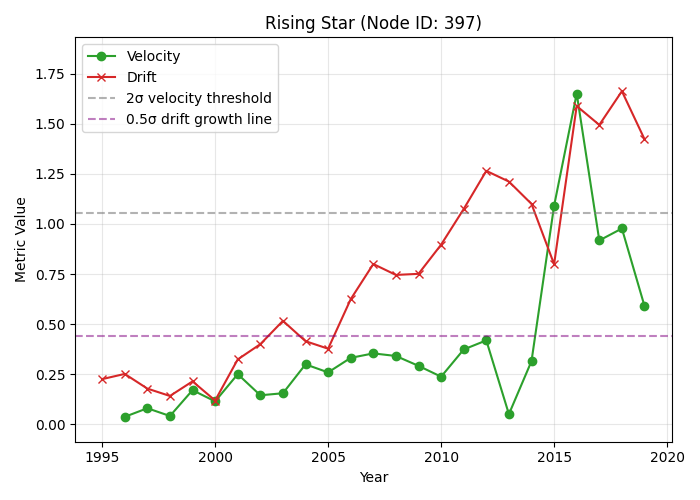 Rising Star (Node ID: 397)
Velocity
Drift
2σ velocity threshold
0.5σ drift growth line
Metric Value
1.75
1.50
1.25
1.00
0.75
0.50
0.25
0.00
1995 2000 2005 2010 2015 2020
Year